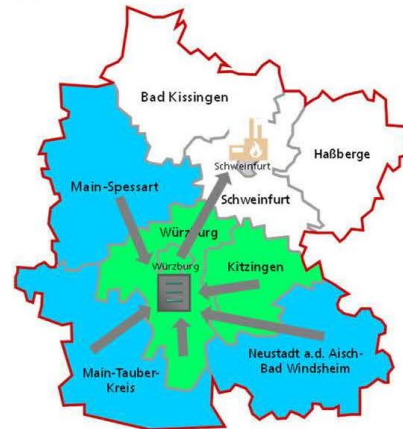 Bad Kissingen
Schweinfurt
Haßberge
Main-Spessart
Schweinfurt
Würzburg
Würzburg
Kitzingen
Neustadt a.d. Aisch-
Bad Windsheim
Main-Tauber-
Kreis